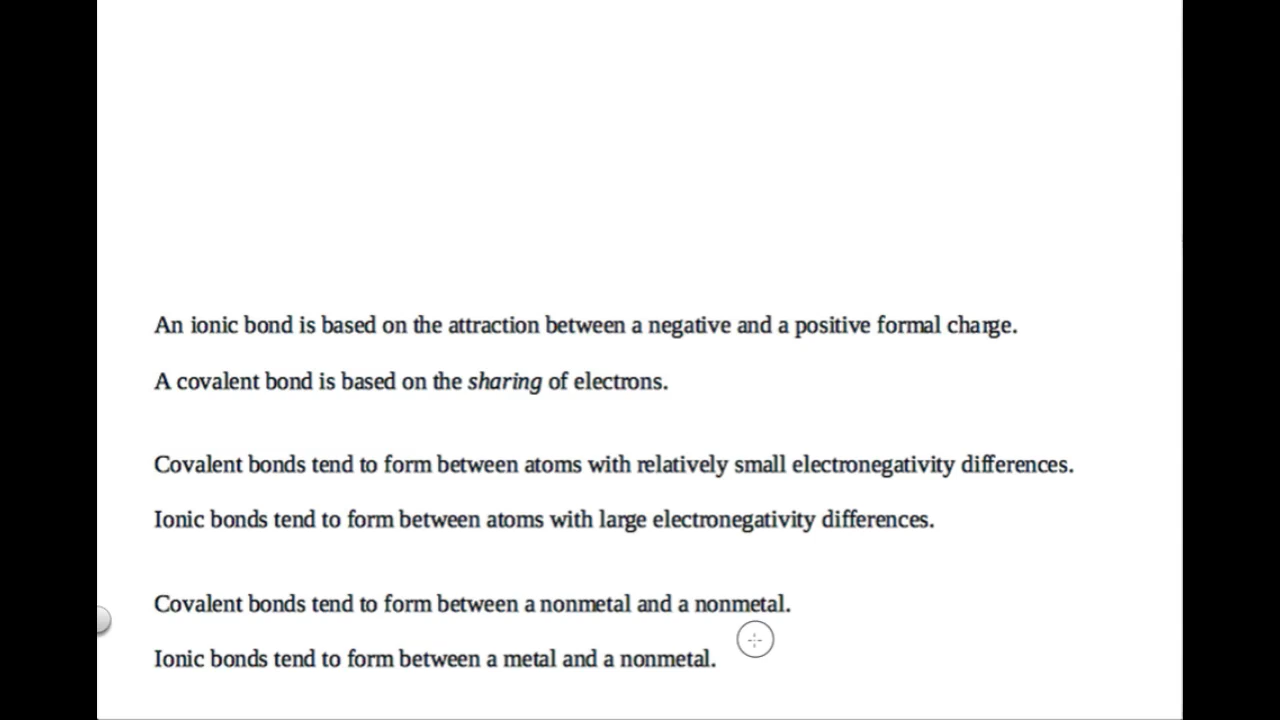 An ionic bond is based on the attraction between a negative and a positive formal charge.
A covalent bond is based on the sharing of electrons.
Covalent bonds tend to form between atoms with relatively small electronegativity differences.
Ionic bonds tend to form between atoms with large electronegativity differences.
Covalent bonds tend to form between a nonmetal and a nonmetal.
Ionic bonds tend to form between a metal and a nonmetal.